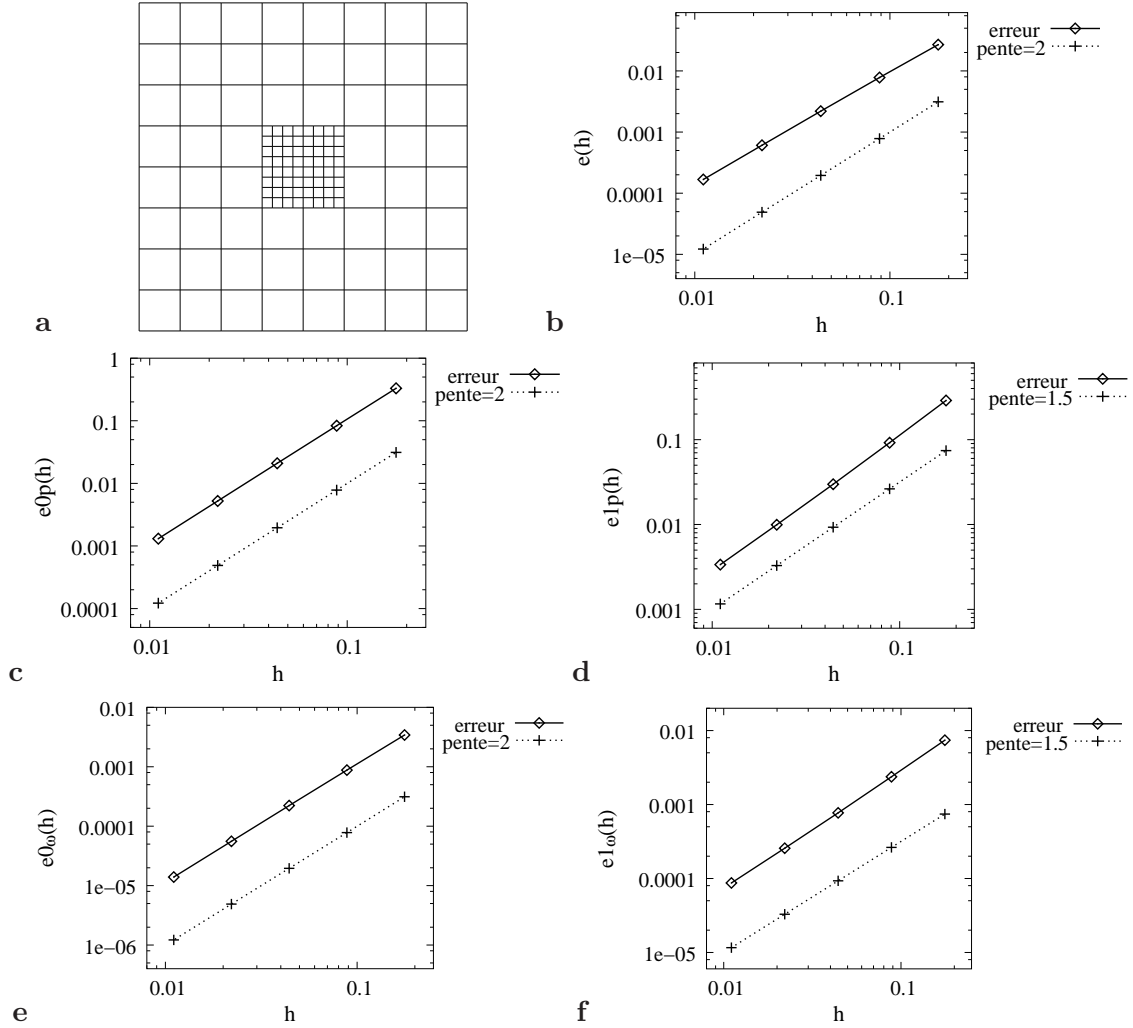 a
erreur
pente=2
0.01
0.001
0.0001
1e-05
e(h)
0.01
0.1
h
b
erreur
pente=2
1
0.1
0.01
0.001
0.0001
e0p(h)
0.01
0.1
h
c
erreur
pente=1.5
0.1
0.01
0.001
e1p(h)
0.01
0.1
h
d
erreur
pente=2
0.01
0.001
0.0001
1e-05
1e-06
e0ω(h)
0.01
0.1
h
e
erreur
pente=1.5
0.01
0.001
0.0001
1e-05
e1ω(h)
0.01
0.1
h
f